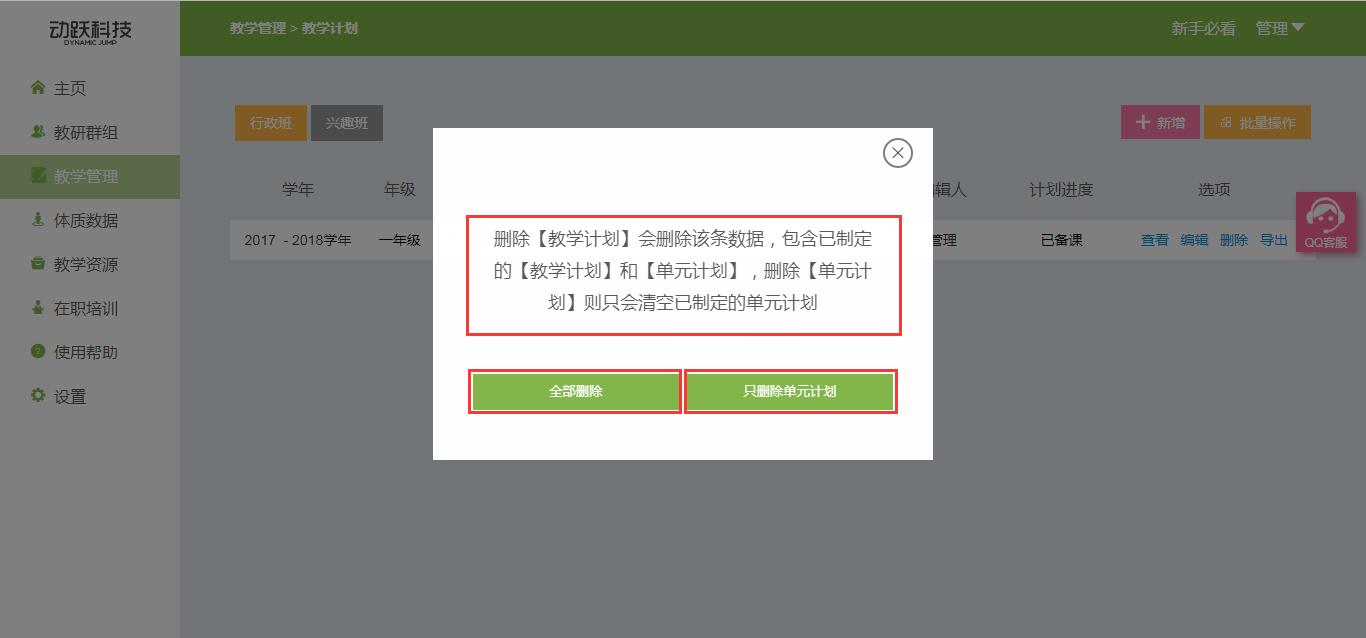 动跃科技
DYNAMIC JUMP
教学管理 > 教学计划
新手必看 管理
主页
教研群组
教学管理
体质数据
教学资源
在职培训
使用帮助
设置
行政班 兴趣班
新增 批量操作
学年 年级 辑人 计划进度 选项
2017 - 2018学年 一年级 管理 已备课 查看 编辑 删除 导出
QQ客服
删除【教学计划】会删除该条数据，包含已制定
的【教学计划】和【单元计划】，删除【单元计
划】则只会清空已制定的单元计划
全部删除 只删除单元计划